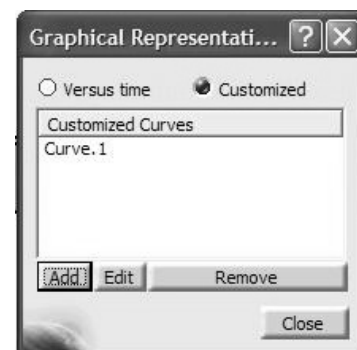 Graphical Representati...
Versus time Customized
Customized Curves
Curve.1
Add Edit Remove
Close